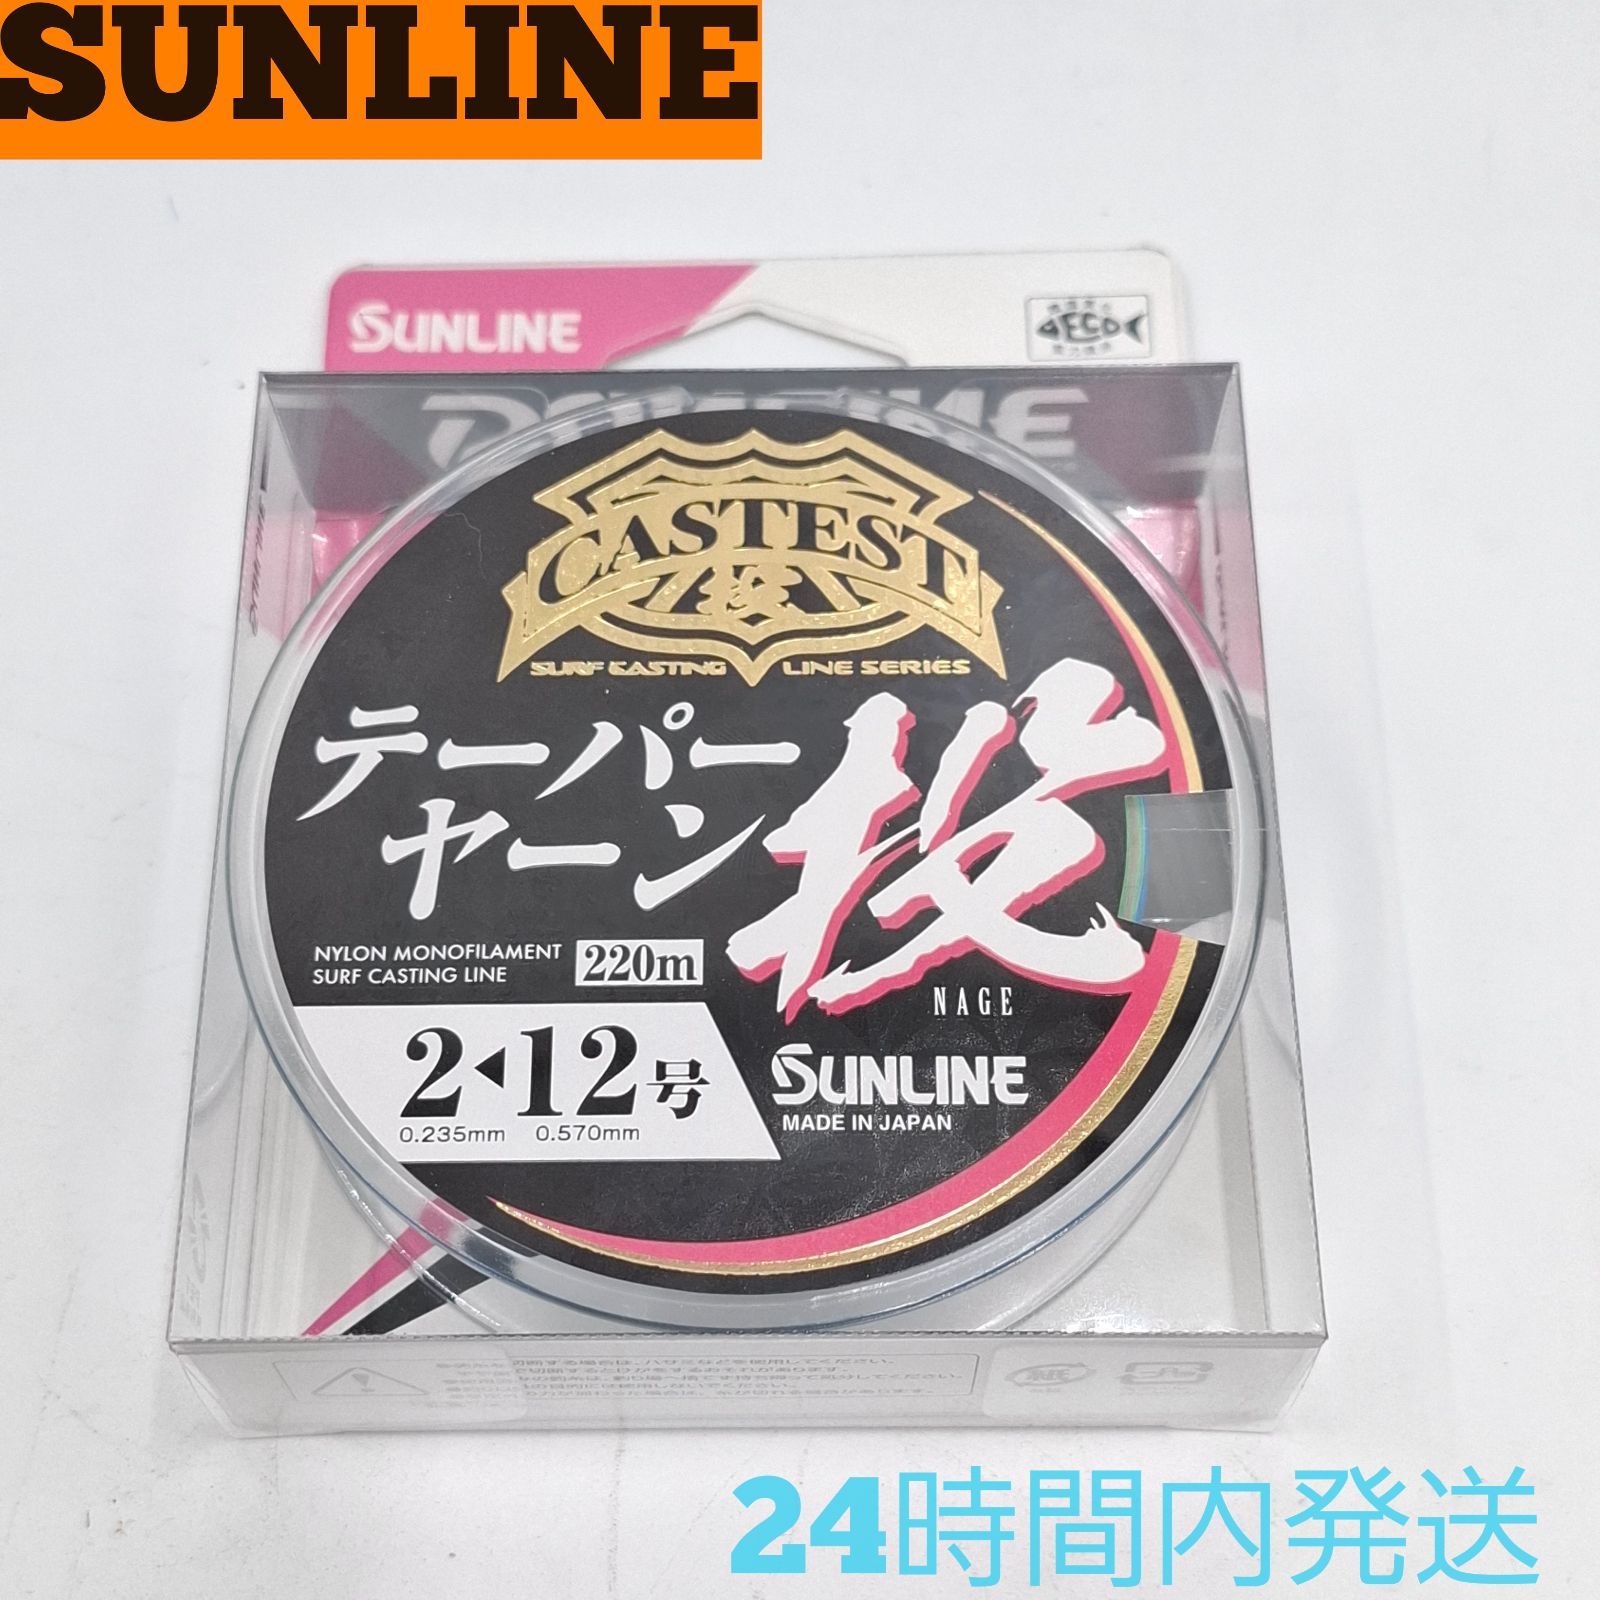 SUNLINE
SUNLINE
ECO
CASTEST
投
SURF CASTING LINE SERIES
テーパー
ヤーン
投
NYLON MONOFILAMENT
SURF CASTING LINE
220m
NAGE
2◀12号
0.235mm 0.570mm
SUNLINE
MADE IN JAPAN
24時間内発送